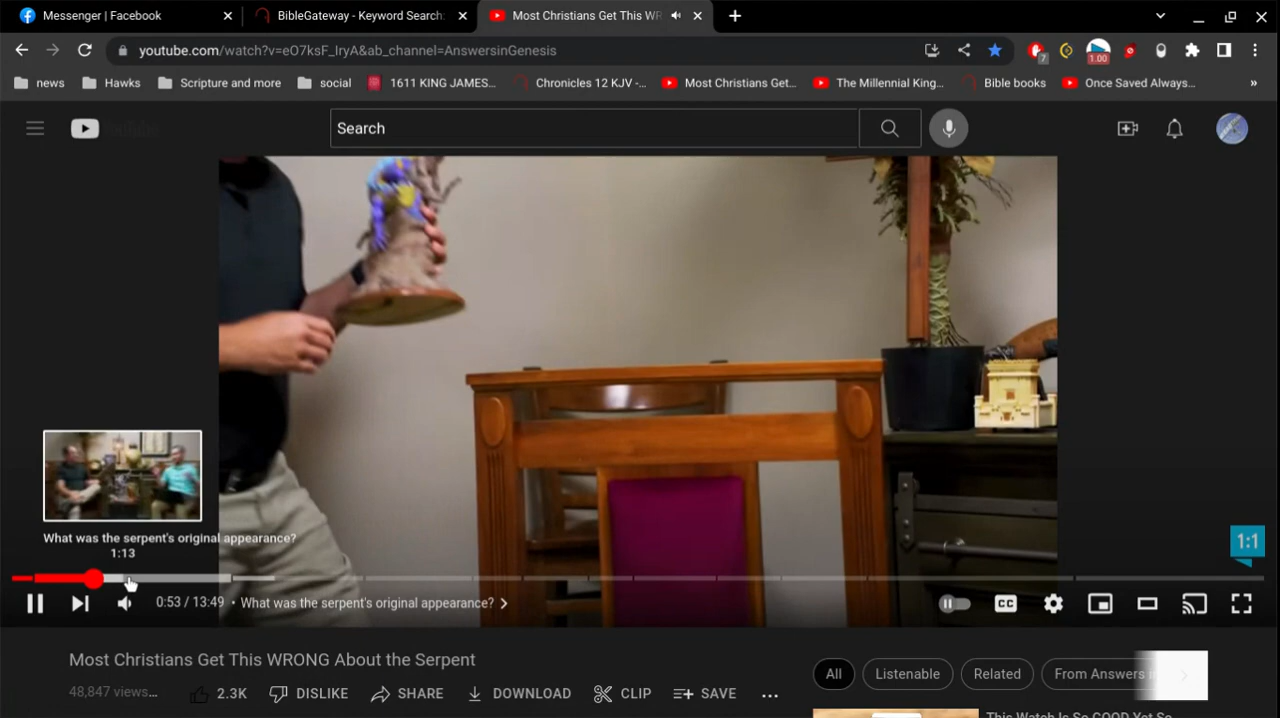 Messenger | Facebook
BibleGateway - Keyword Search:
Most Christians Get This WR
youtube.com/watch?v=eO7ksF_IryA&ab_channel=AnswersinGenesis
7
1.00
news
Hawks
Scripture and more
social
1611 KING JAMES...
Chronicles 12 KJV -...
Most Christians Get...
The Millennial King...
Bible books
Once Saved Always...
»
Search
What was the serpent's original appearance?
1:13
1:1
0:53 / 13:49 • What was the serpent's original appearance?
CC
Most Christians Get This WRONG About the Serpent
48,847 views...
2.3K
DISLIKE
SHARE
DOWNLOAD
CLIP
SAVE
...
All
Listenable
Related
From Answers i
This Watch Is So GOOD Yet So